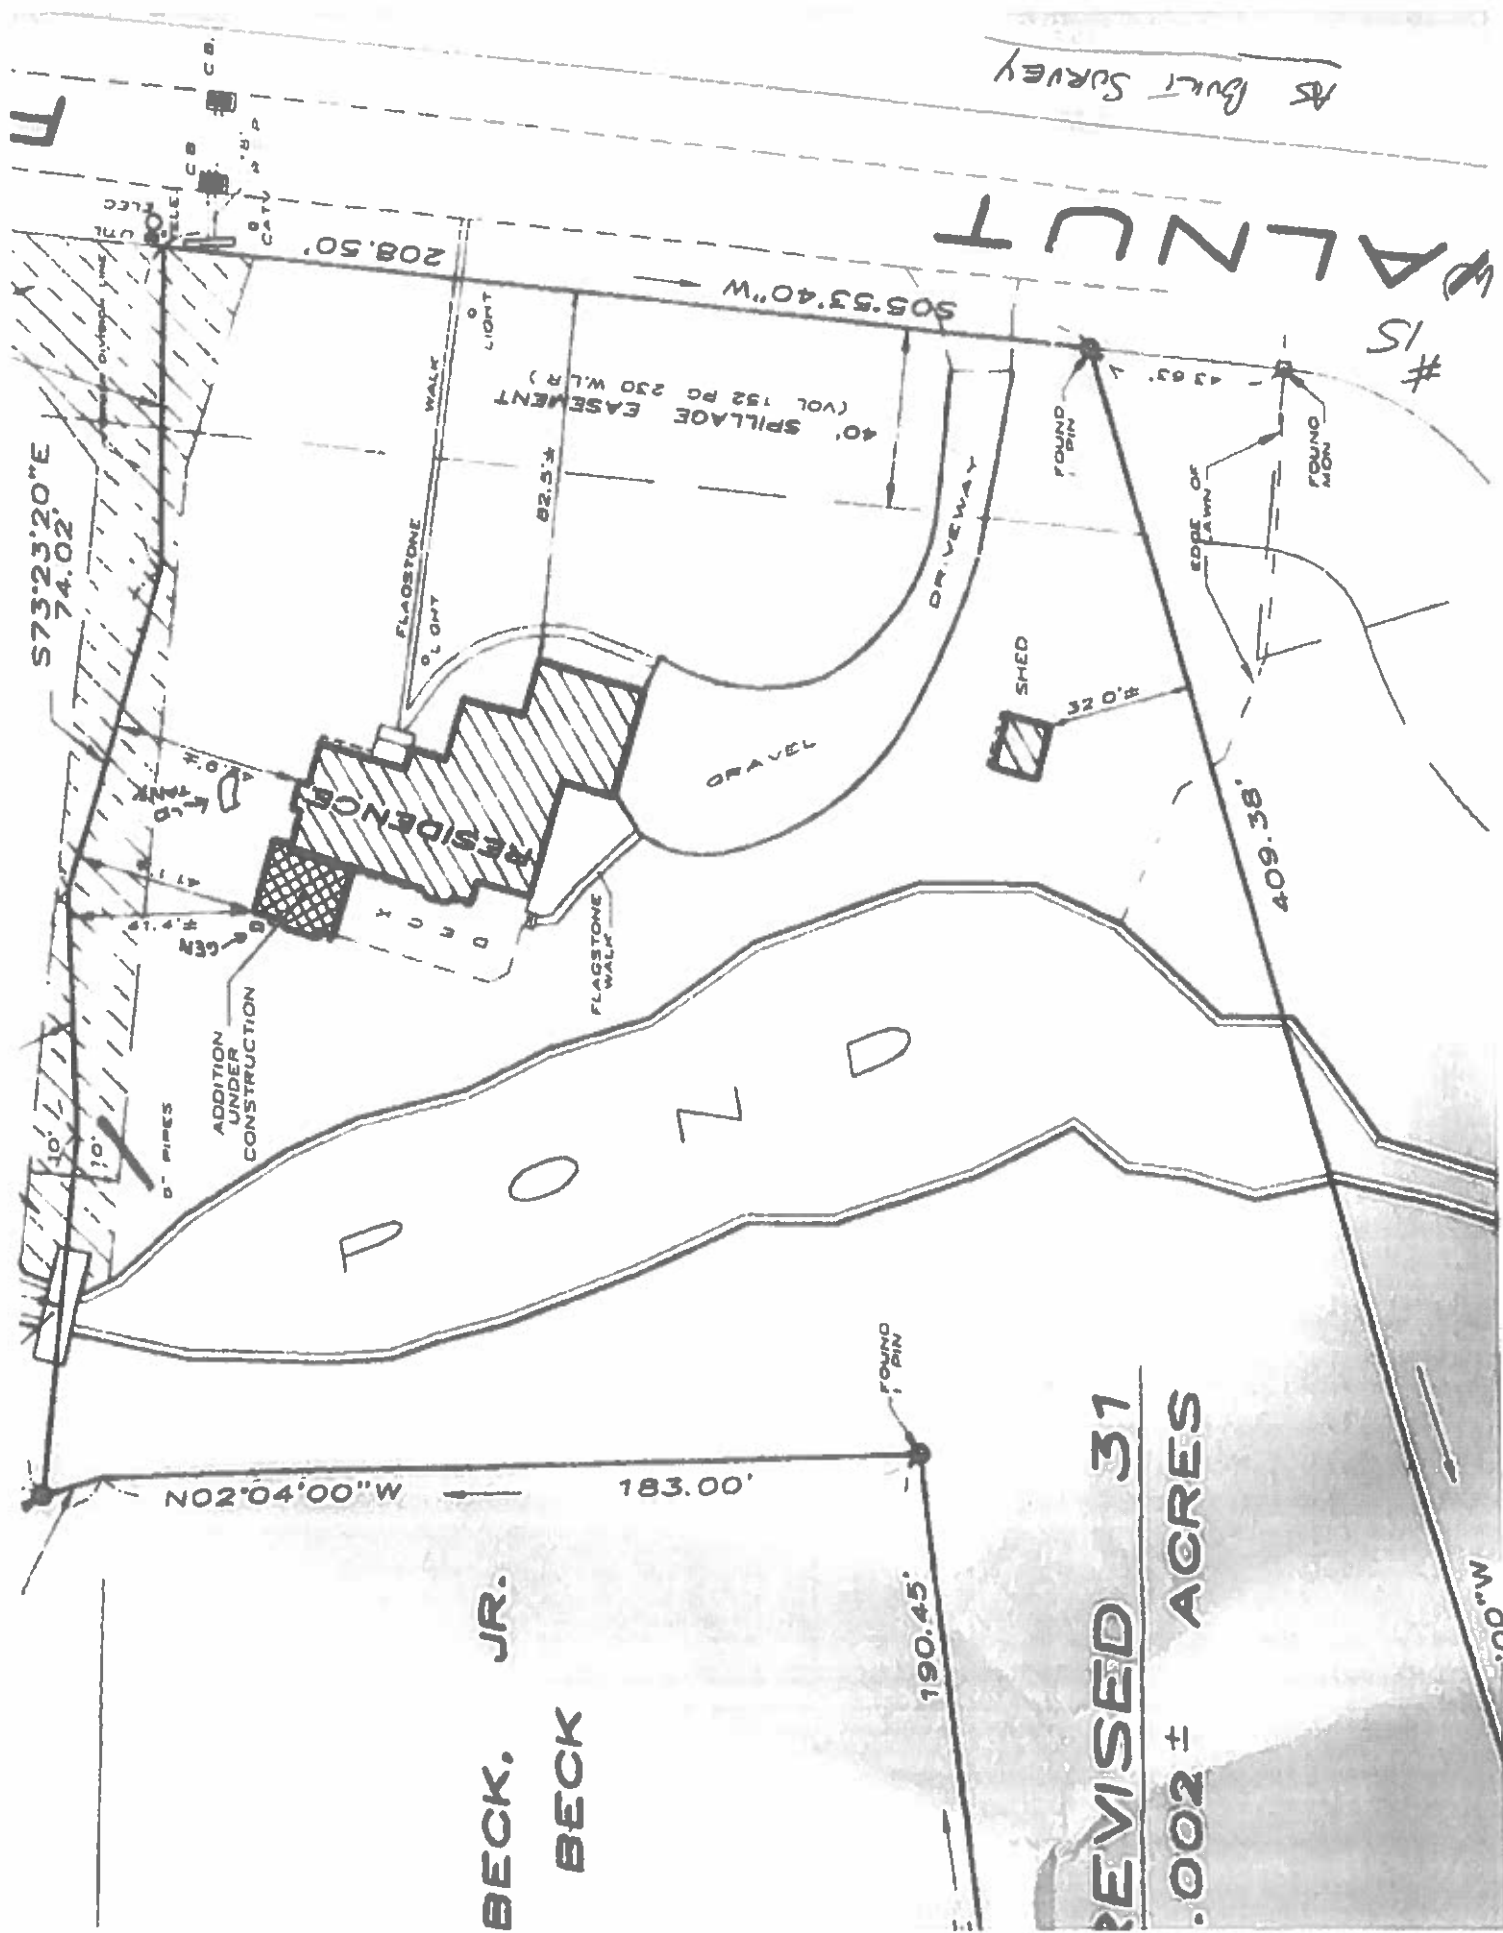 AS BUILT SURVEY
WALNUT
# 15
C B
C B
ELEC
TELE
UTIL
CATV
208.50'
S05°53'40"W
43.63'
LIGHT
WALK
FLAGSTONE
LIGHT
40' SPILLAGE EASEMENT
(VOL 152 PG 230 W.L.R.)
82.5'±
DRIVEWAY
FOUND
PIN
FOUND
MON
EDGE OF
LAWN
S73°23'20"E
74.02'
DIVISION LINE
TANK
RESIDENCE
GRAVEL
SHED
32.0'±
409.38'
41.4'±
GEN
DECK
FLAGSTONE
WALK
ADDITION
UNDER
CONSTRUCTION
10'
10'
PIPES
POND
FOUND
PIN
N02°04'00"W
183.00'
190.45'
BECK, JR.
BECK
REVISED 31
.002 ± ACRES
00"W